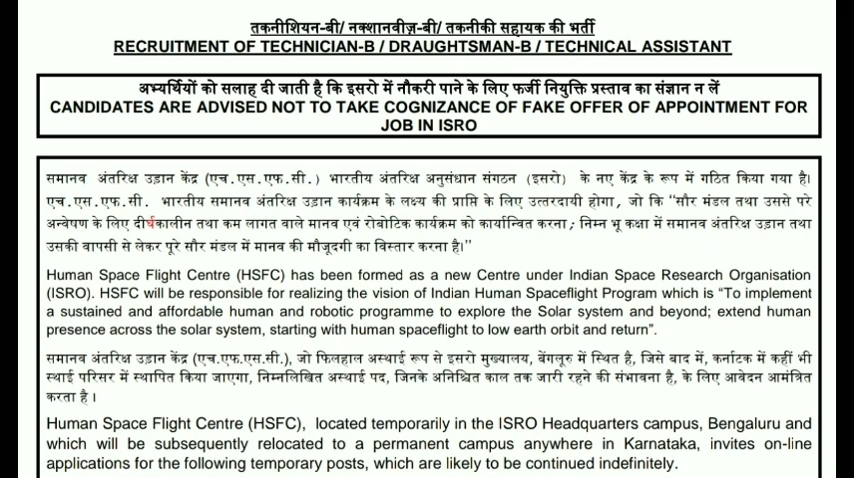 तकनीशियन-बी/ नक्शानवीज़-बी/ तकनीकी सहायक की भर्ती
RECRUITMENT OF TECHNICIAN-B / DRAUGHTSMAN-B / TECHNICAL ASSISTANT
अभ्यर्थियों को सलाह दी जाती है कि इसरो में नौकरी पाने के लिए फर्जी नियुक्ति प्रस्ताव का संज्ञान न लें
CANDIDATES ARE ADVISED NOT TO TAKE COGNIZANCE OF FAKE OFFER OF APPOINTMENT FOR
JOB IN ISRO
समानव अंतरिक्ष उड़ान केंद्र (एच.एस.एफ.सी.) भारतीय अंतरिक्ष अनुसंधान संगठन (इसरो) के नए केंद्र के रूप में गठित किया गया है।
एच.एस.एफ.सी. भारतीय समानव अंतरिक्ष उड़ान कार्यक्रम के लक्ष्य की प्राप्ति के लिए उत्तरदायी होगा, जो कि “सौर मंडल तथा उससे परे
अन्वेषण के लिए दीर्घकालीन तथा कम लागत वाले मानव एवं रोबोटिक कार्यक्रम को कार्यान्वित करना; निम्न भू कक्षा में समानव अंतरिक्ष उड़ान तथा
उसकी वापसी से लेकर पूरे सौर मंडल में मानव की मौजूदगी का विस्तार करना है।”
Human Space Flight Centre (HSFC) has been formed as a new Centre under Indian Space Research Organisation
(ISRO). HSFC will be responsible for realizing the vision of Indian Human Spaceflight Program which is “To implement
a sustained and affordable human and robotic programme to explore the Solar system and beyond; extend human
presence across the solar system, starting with human spaceflight to low earth orbit and return”.
समानव अंतरिक्ष उड़ान केंद्र (एच.एफ.एस.सी.), जो फिलहाल अस्थाई रूप से इसरो मुख्यालय, बेंगलूरु में स्थित है, जिसे बाद में, कर्नाटक में कहीं भी
स्थाई परिसर में स्थापित किया जाएगा, निम्नलिखित अस्थाई पद, जिनके अनिश्चित काल तक जारी रहने की संभावना है, के लिए आवेदन आमंत्रित
करता है।
Human Space Flight Centre (HSFC), located temporarily in the ISRO Headquarters campus, Bengaluru and
which will be subsequently relocated to a permanent campus anywhere in Karnataka, invites on-line
applications for the following temporary posts, which are likely to be continued indefinitely.